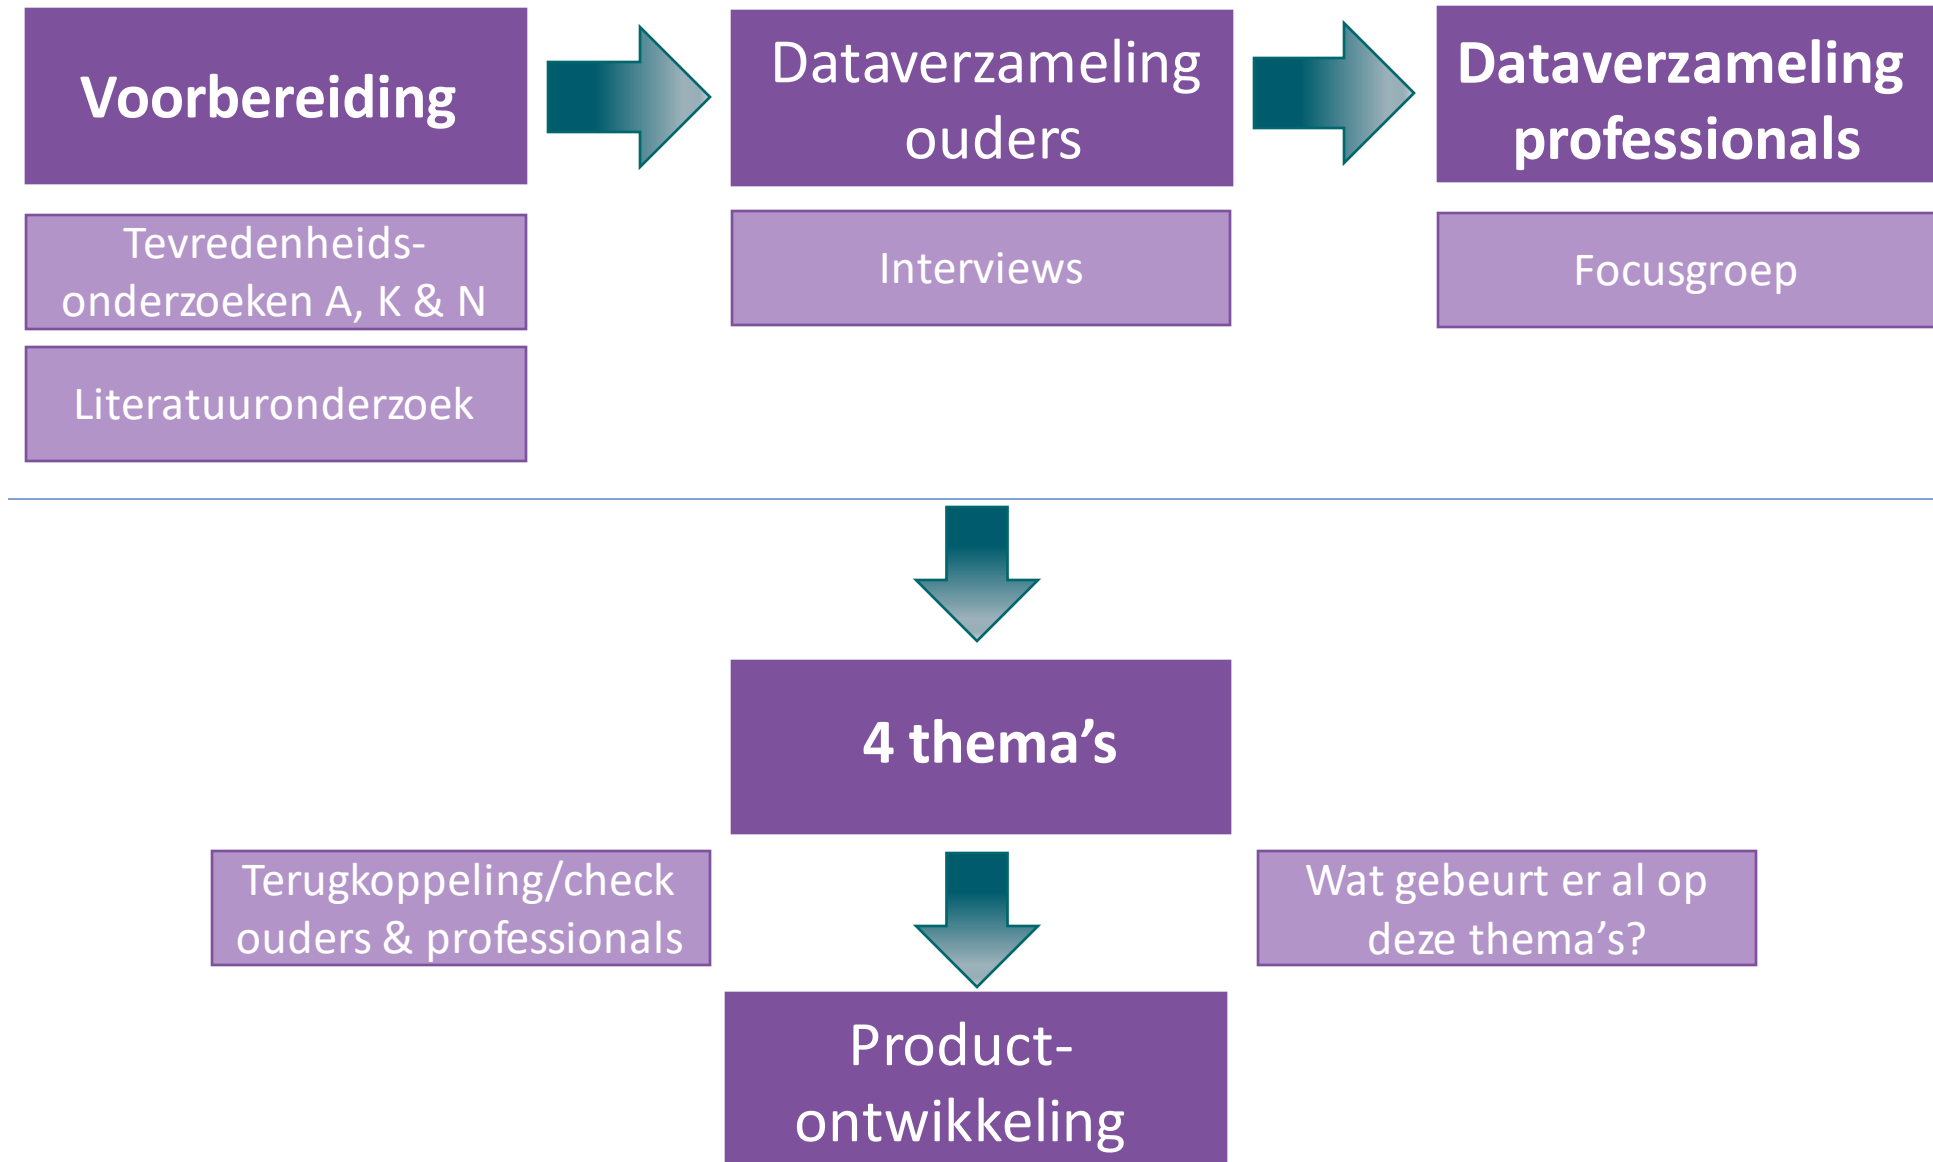 Voorbereiding
Dataverzameling
ouders
Dataverzameling
professionals
Tevredenheids-
onderzoeken A, K & N
Literatuuronderzoek
Interviews
Focusgroep
4 thema’s
Terugkoppeling/check
ouders & professionals
Wat gebeurt er al op
deze thema’s?
Product-
ontwikkeling